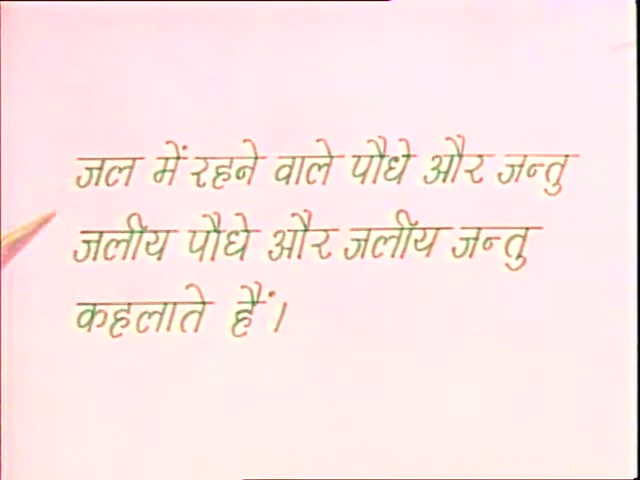 जल में रहने वाले पौधे और जन्तु
जलीय पौधे और जलीय जन्तु
कहलाते हैं।